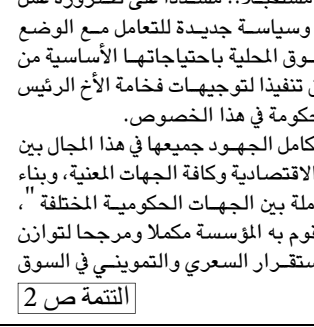 مستقبلا،، مشددا على ضرورة عمل
وسياسة جديدة للتعامل مع الوضع
وق المحلية باحتياجاتها الأساسية من
تنفيذا لتوجيهات فخامة الأخ الرئيس
حكومة في هذا الخصوص.
كامل الجهود جميعها في هذا المجال بين
الاقتصادية وكافة الجهات المعنية، وبناء
ملة بين الجهات الحكومية المختلفة "،
قوم به المؤسسة مكملا ومرجحا لتوازن
ستقرار السعري والتمويني في السوق
التتمة ص 2